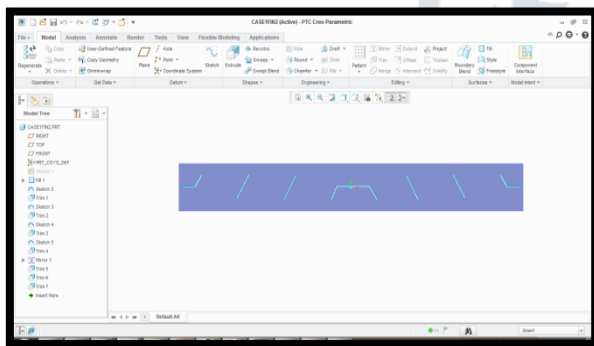 CASE1FIN2 (Active) - PTC Creo Parametric
File Model Analysis Annotate Render Tools View Flexible Modeling Applications
Regenerate
Copy
Paste
Delete
User-Defined Feature
Copy Geometry
Shrinkwrap
Plane
Axis
Point
Coordinate System
Sketch
Extrude
Revolve
Sweep
Swept Blend
Hole
Round
Chamfer
Draft
Shell
Rib
Pattern
Mirror
Trim
Merge
Extend
Offset
Intersect
Project
Thicken
Solidify
Boundary Blend
Fill
Style
Freestyle
Component Interface
Operations Get Data Datum Shapes Engineering Editing Surfaces Model Intent
Model Tree
CASE1FIN2.PRT
RIGHT
TOP
FRONT
PRT_CSYS_DEF
Sketch 1
Fill 1
Sketch 2
Trim 1
Sketch 3
Trim 2
Sketch 4
Trim 3
Sketch 5
Trim 4
Mirror 1
Trim 5
Trim 6
Trim 7
Insert Here
Default All